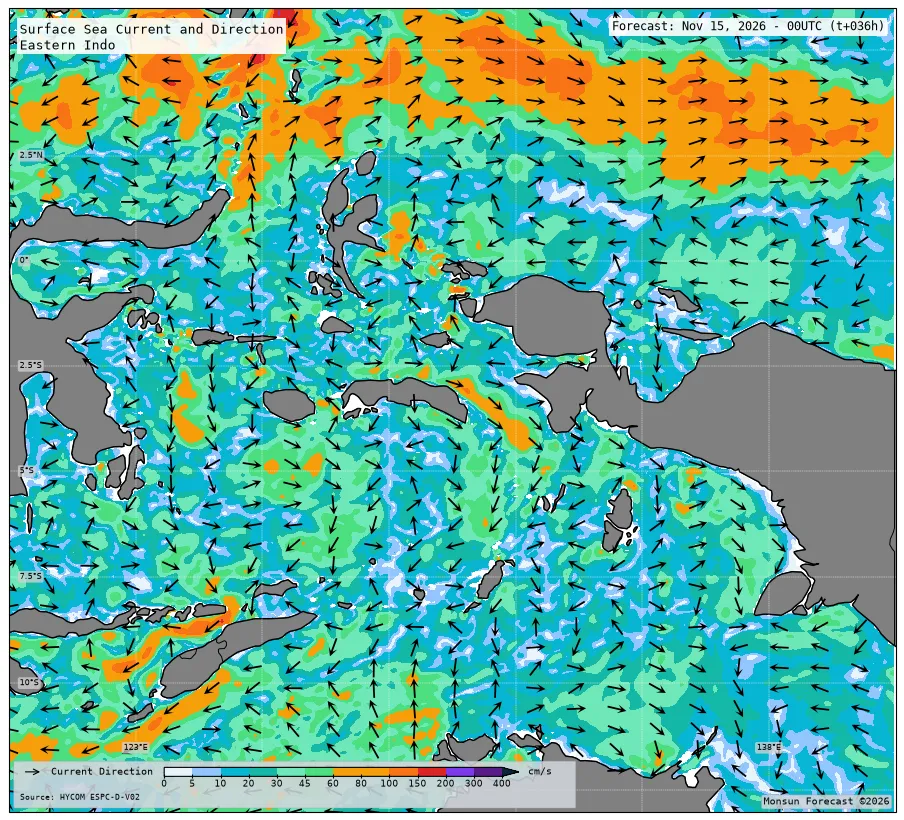 Surface Sea Current and Direction
Eastern Indo
Forecast: Nov 15, 2026 - 00UTC (t+036h)
2.5°N
0°
2.5°S
5°S
7.5°S
10°S
123°E
138°E
Current Direction
0 5 10 20 30 45 60 80 100 150 200 300 400
cm/s
Source: HYCOM ESPC-D-V02
Monsun Forecast ©2026